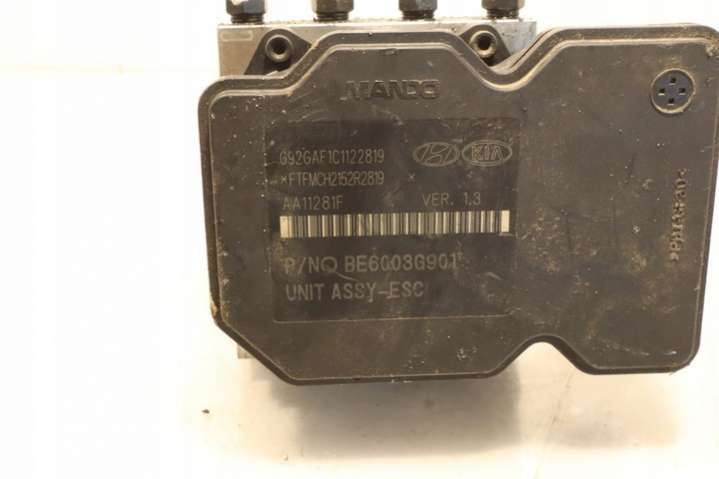 MANDO
G92GAF1C1122819
KIA
*FTFMCH2152R2819 *
AA11281F VER. 1.3
P/NO BE6003G901
UNIT ASSY-ESC